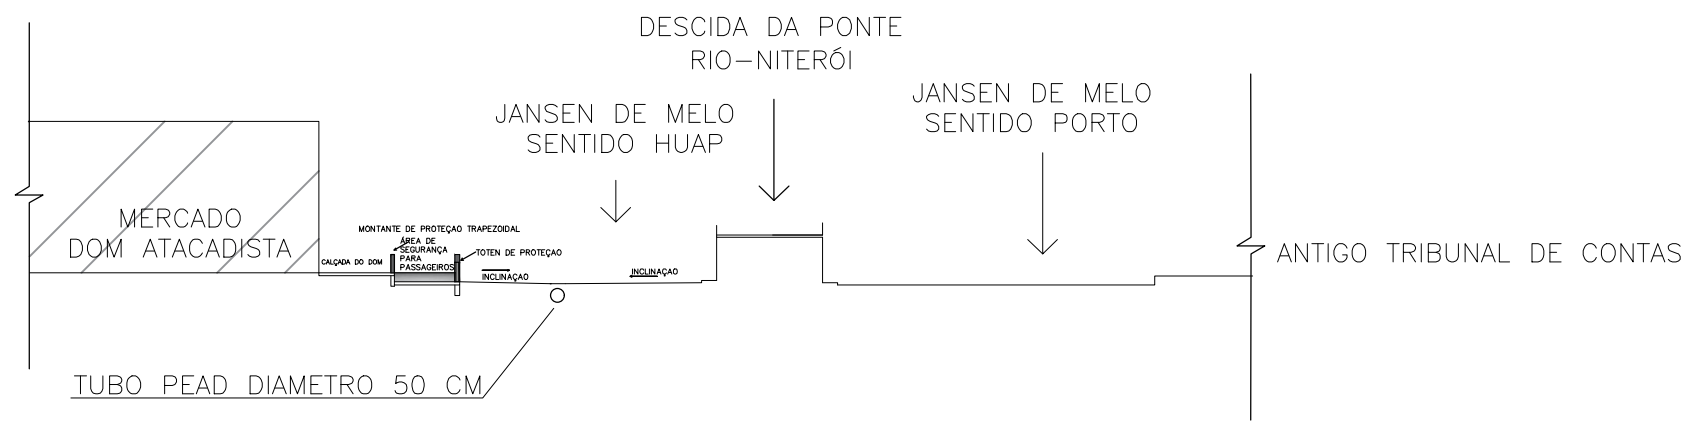 DESCIDA DA PONTE
RIO-NITERÓI
JANSEN DE MELO
SENTIDO HUAP
JANSEN DE MELO
SENTIDO PORTO
MERCADO
DOM ATACADISTA
MONTANTE DE PROTEÇAO TRAPEZOIDAL
ÁREA DE
SEGURANÇA
PARA
PASSAGEIROS
TOTEN DE PROTEÇAO
CALÇADA DO DOM
INCLINAÇAO
INCLINAÇAO
ANTIGO TRIBUNAL DE CONTAS
TUBO PEAD DIAMETRO 50 CM